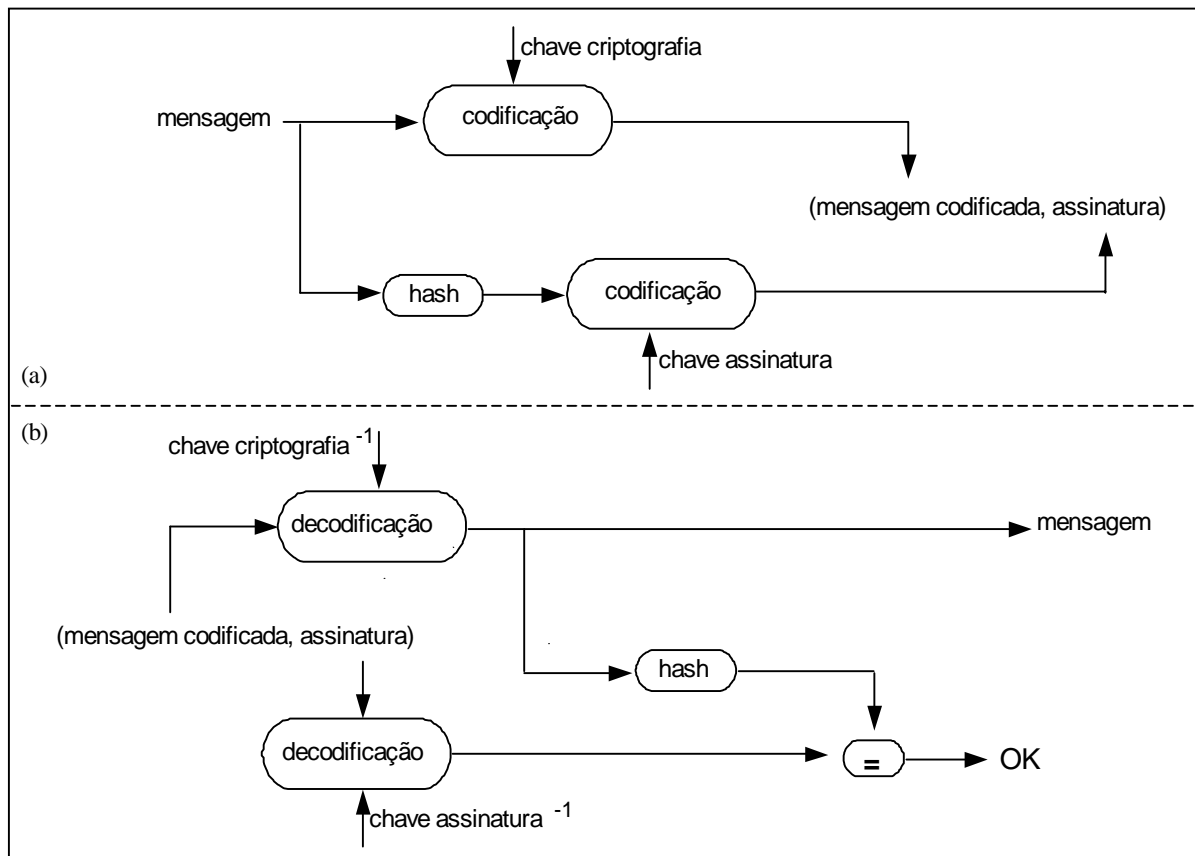 chave criptografia
mensagem
codificação
(mensagem codificada, assinatura)
hash
codificação
chave assinatura
(a)
(b)
chave criptografia -1
decodificação
mensagem
(mensagem codificada, assinatura)
hash
decodificação
=
OK
chave assinatura -1